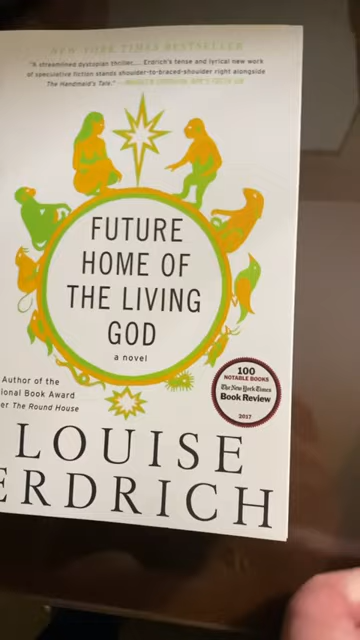 NEW YORK TIMES BESTSELLER
"A streamlined dystopian thriller.... Erdrich's tense and lyrical new work
of speculative fiction stands shoulder-to-braced-shoulder right alongside
The Handmaid's Tale."
FUTURE
HOME OF
THE LIVING
GOD
a novel
Author of the
ional Book Award
er The Round House
100
NOTABLE BOOKS
The New York Times
Book Review
2017
LOUISE
ERDRICH